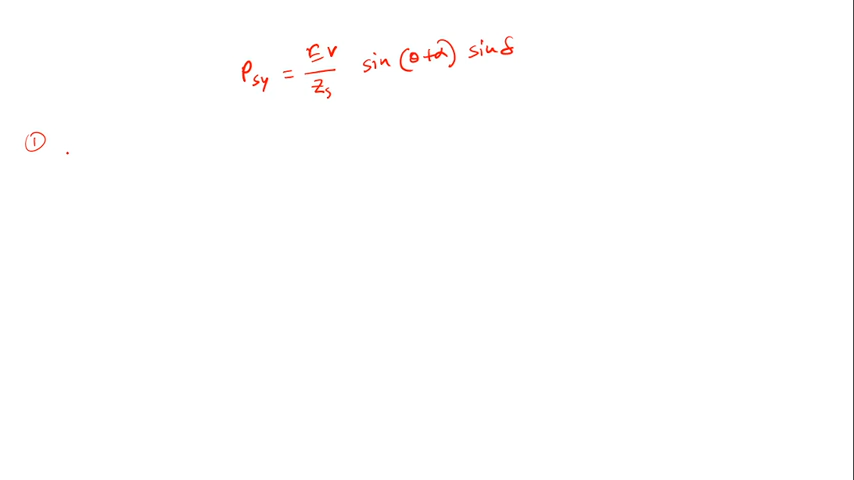 P_sy = EV/Z_s sin(θ+α) sin δ
①